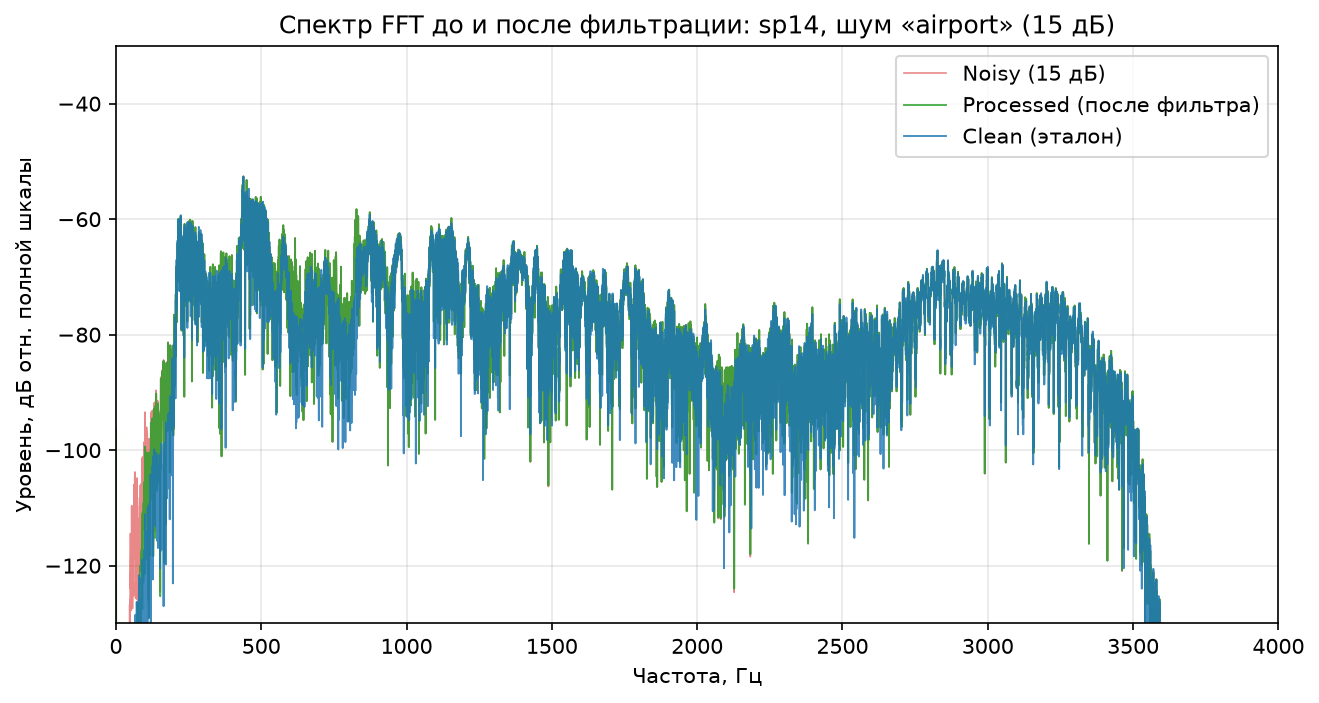 Спектр FFT до и после фильтрации: sp14, шум «airport» (15 дБ)
Noisy (15 дБ)
Processed (после фильтра)
Clean (эталон)
Уровень, дБ отн. полной шкалы
−40
−60
−80
−100
−120
0 500 1000 1500 2000 2500 3000 3500 4000
Частота, Гц